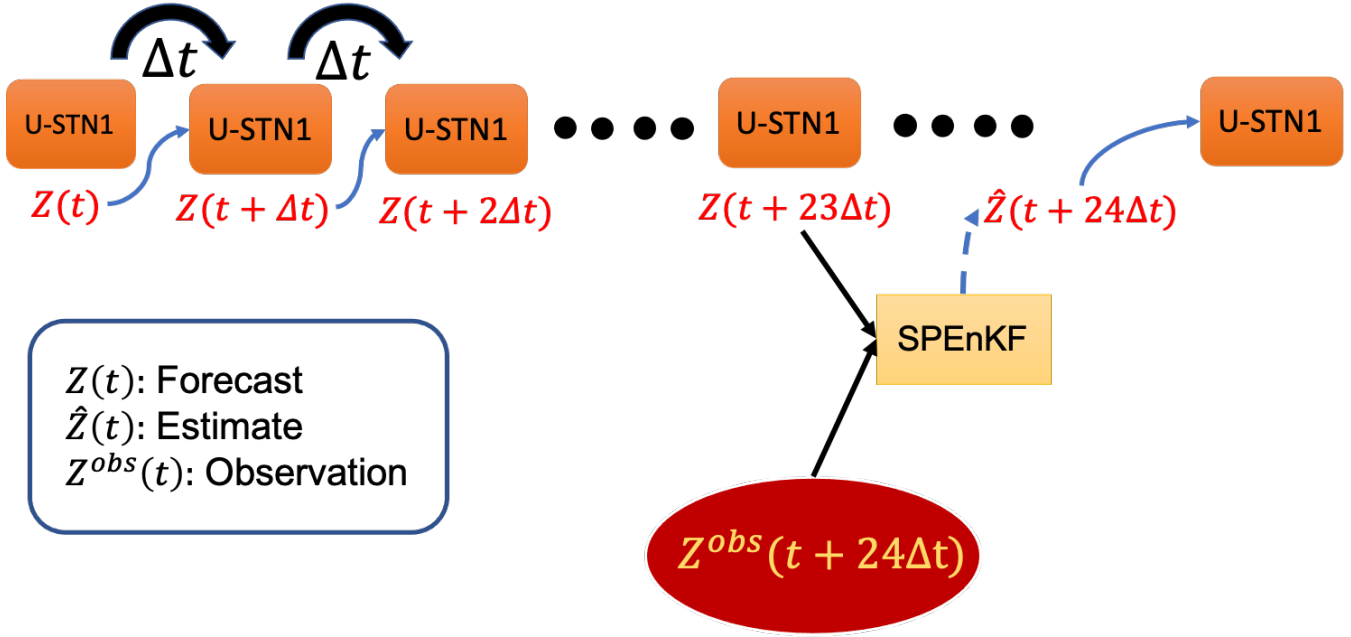 Δt Δt
U-STN1 U-STN1 U-STN1 U-STN1 U-STN1
Z(t) Z(t + Δt) Z(t + 2Δt) Z(t + 23Δt) Ẑ(t + 24Δt)
SPEnKF
Z(t): Forecast
Ẑ(t): Estimate
Z^{obs}(t): Observation
Z^{obs}(t + 24Δt)